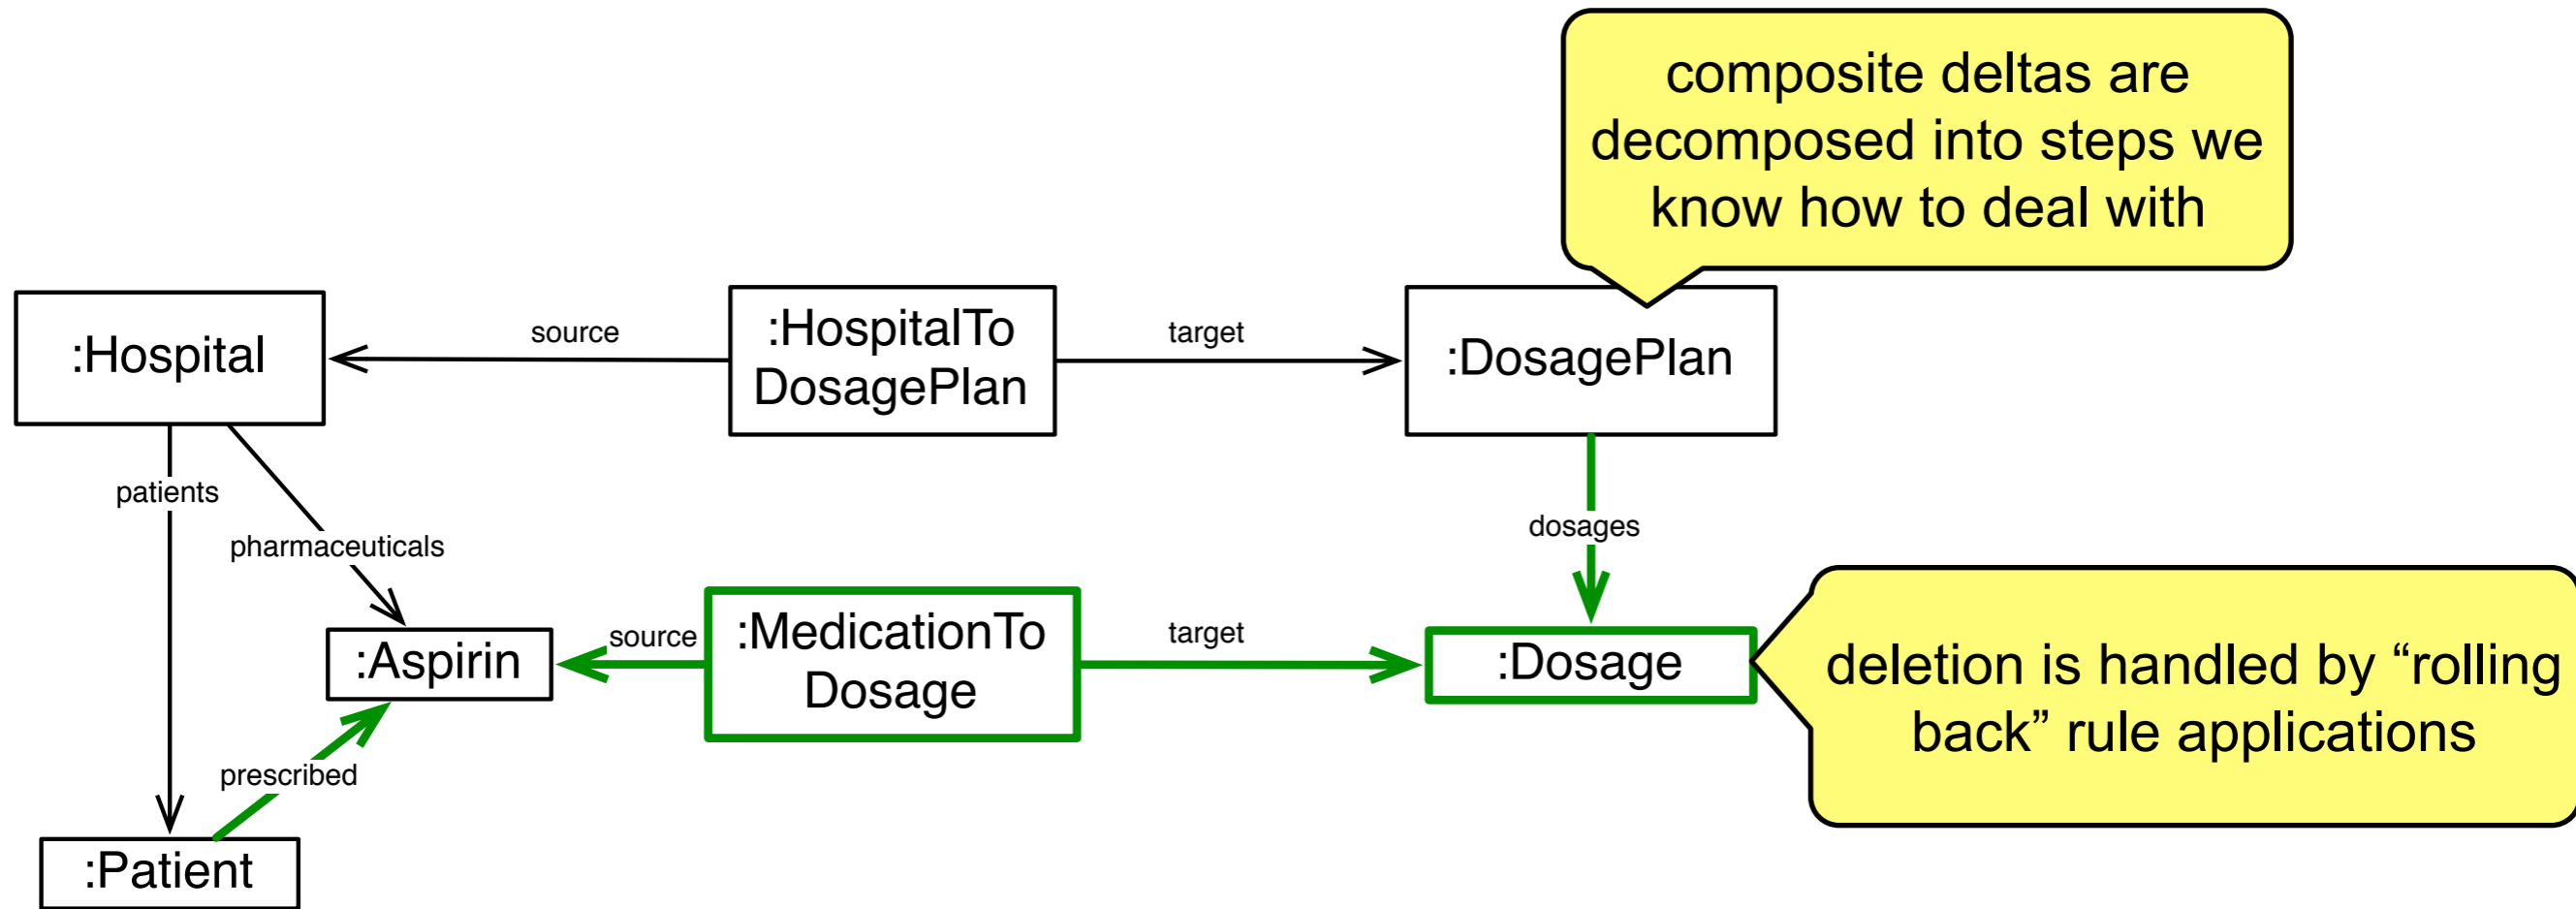 composite deltas are
decomposed into steps we
know how to deal with
:Hospital
source
:HospitalTo
DosagePlan
target
:DosagePlan
patients
pharmaceuticals
dosages
:Aspirin
source
:MedicationTo
Dosage
target
:Dosage
deletion is handled by “rolling
back” rule applications
prescribed
:Patient